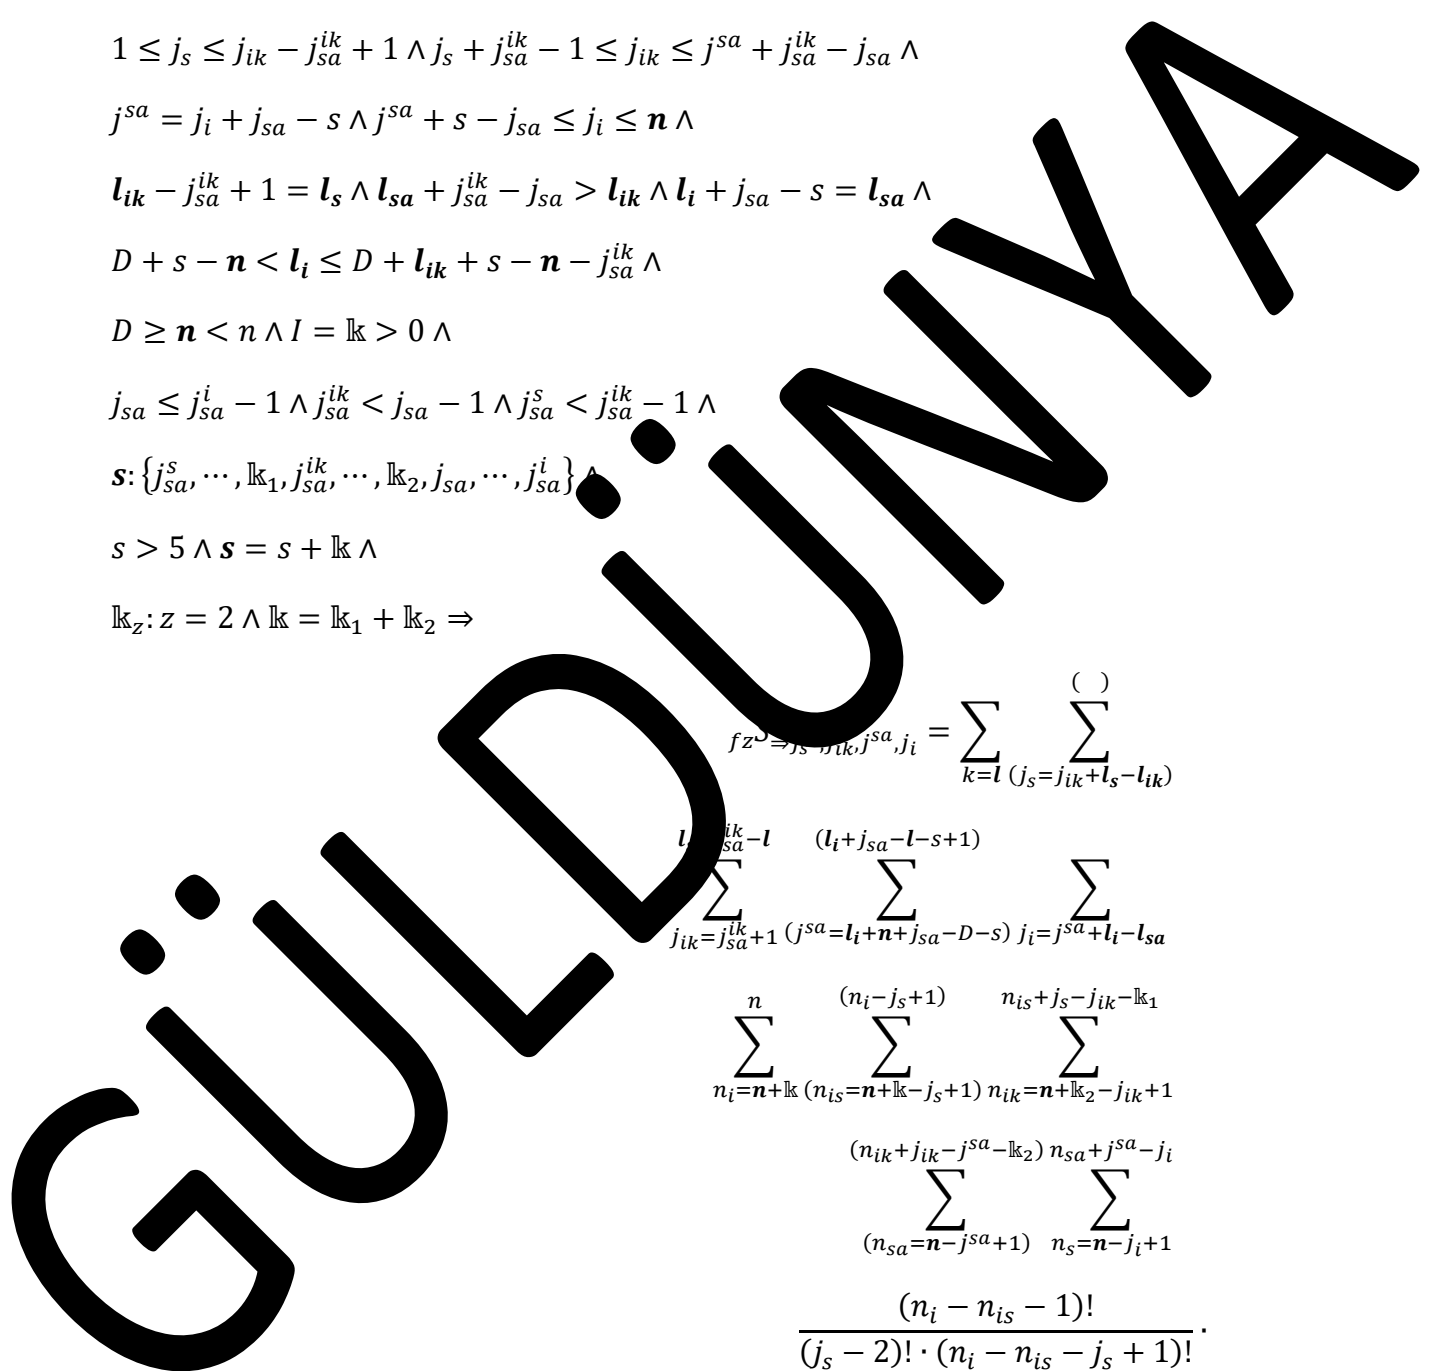 1 ≤ j_s ≤ j_{ik} − j_{sa}^{ik} + 1 ∧ j_s + j_{sa}^{ik} − 1 ≤ j_{ik} ≤ j^{sa} + j_{sa}^{ik} − j_{sa} ∧
j^{sa} = j_i + j_{sa} − s ∧ j^{sa} + s − j_{sa} ≤ j_i ≤ n ∧
l_{ik} − j_{sa}^{ik} + 1 = l_s ∧ l_{sa} + j_{sa}^{ik} − j_{sa} > l_{ik} ∧ l_i + j_{sa} − s = l_{sa} ∧
D + s − n < l_i ≤ D + l_{ik} + s − n − j_{sa}^{ik} ∧
D ≥ n < n ∧ I = 𝕜 > 0 ∧
j_{sa} ≤ j_{sa}^{i} − 1 ∧ j_{sa}^{ik} < j_{sa} − 1 ∧ j_{sa}^{s} < j_{sa}^{ik} − 1 ∧
s: {j_{sa}^{s}, ⋯, 𝕜_1, j_{sa}^{ik}, ⋯, 𝕜_2, j_{sa}, ⋯, j_{sa}^{i}} ∧
s > 5 ∧ s = s + 𝕜 ∧
𝕜_z: z = 2 ∧ 𝕜 = 𝕜_1 + 𝕜_2 ⇒
_{fz}S_{⇒j_s,j_{ik},j^{sa},j_i} = ∑_{k=l} ∑_{(j_s=j_{ik}+l_s−l_{ik})}^{( )}
∑_{j_{ik}=j_{sa}^{ik}+1} ∑_{(j^{sa}=l_i+n+j_{sa}−D−s)}^{(l_i+j_{sa}−l−s+1)} ∑_{j_i=j^{sa}+l_i−l_{sa}}
∑_{n_i=n+𝕜}^{n} ∑_{(n_{is}=n+𝕜−j_s+1)}^{(n_i−j_s+1)} ∑_{n_{ik}=n+𝕜_2−j_{ik}+1}^{n_{is}+j_s−j_{ik}−𝕜_1}
∑_{(n_{sa}=n−j^{sa}+1)}^{(n_{ik}+j_{ik}−j^{sa}−𝕜_2)} ∑_{n_s=n−j_i+1}^{n_{sa}+j^{sa}−j_i}
(n_i − n_{is} − 1)!
/ (j_s − 2)! · (n_i − n_{is} − j_s + 1)! ·
GÜLDÜNYA